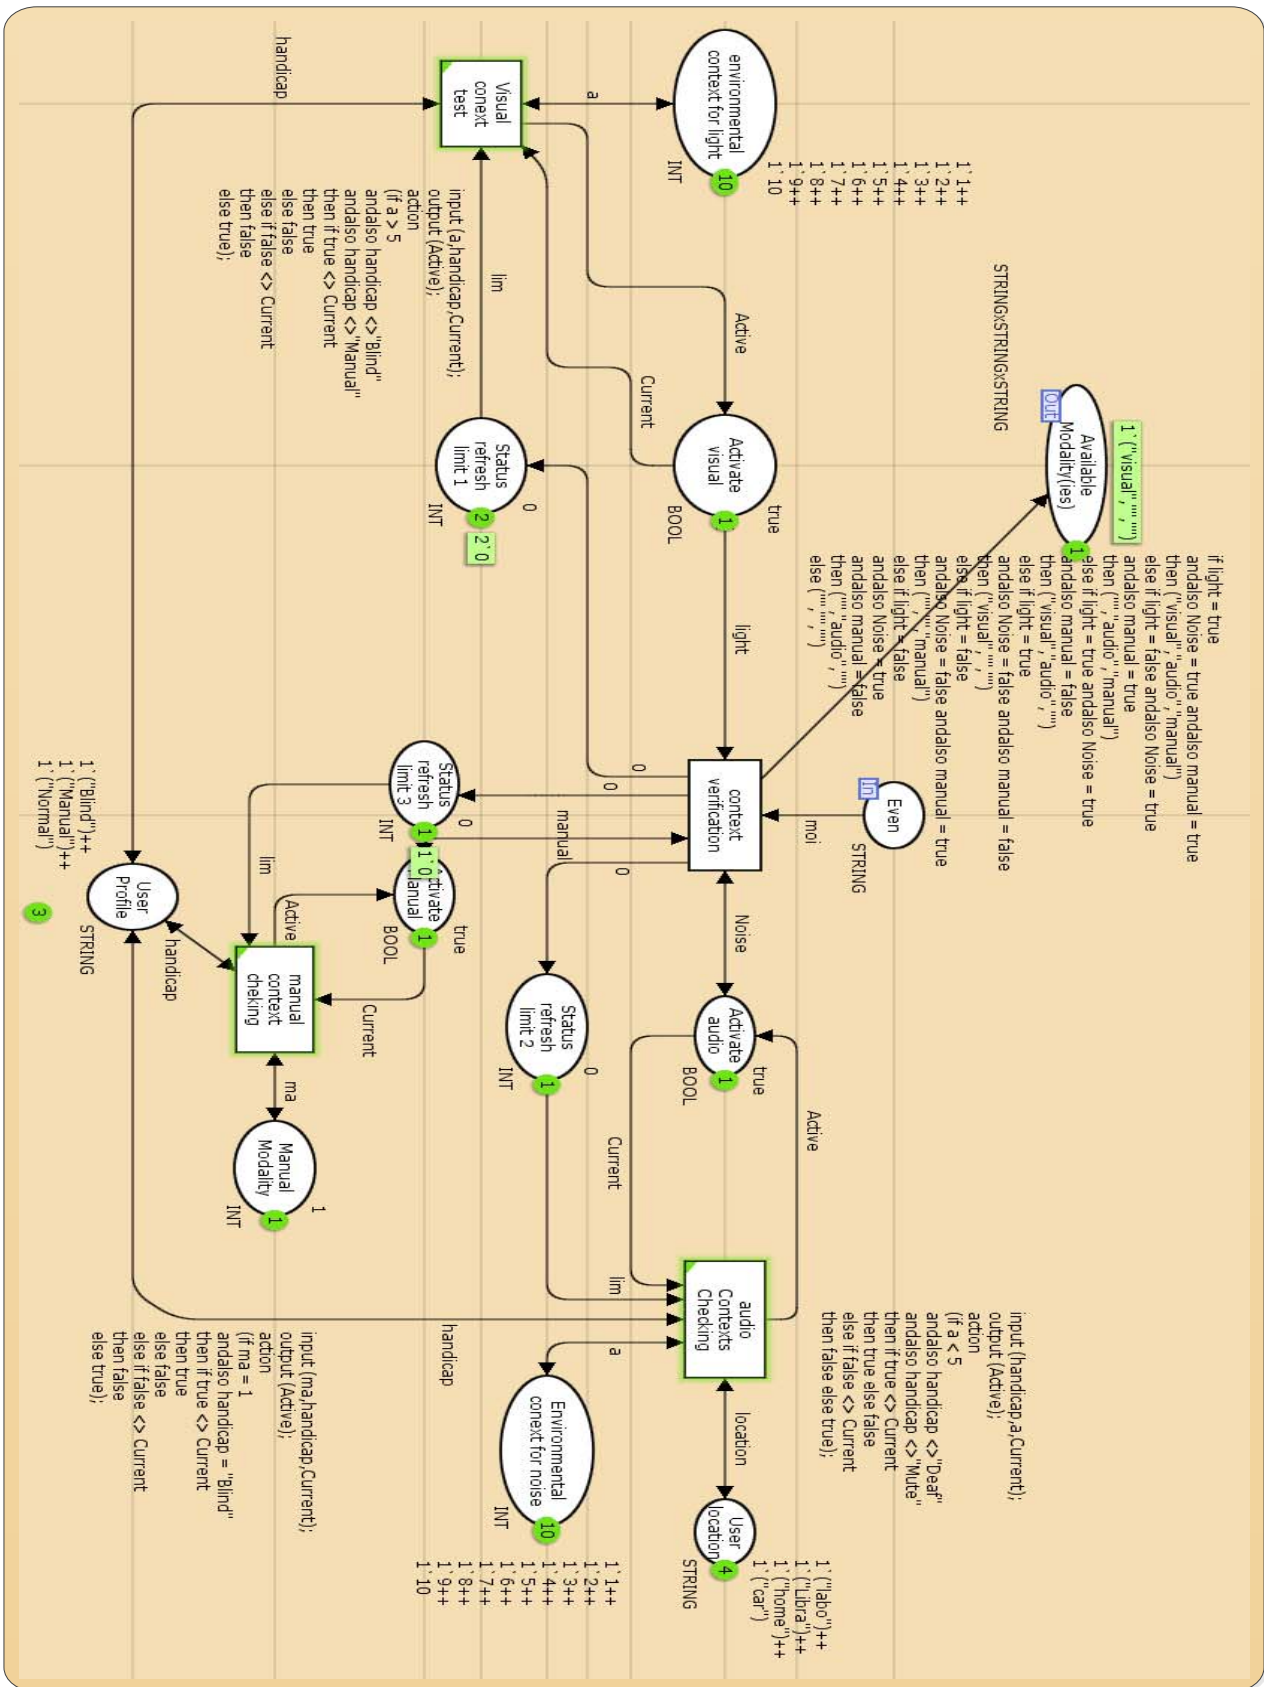 if light = true
andalso Noise = true andalso manual = true
then ("visual","audio","manual")
else if light = false andalso Noise = true
andalso manual = true
then ("","audio","manual")
else if light = true andalso Noise = true
andalso manual = false
then ("visual","audio","")
else if light = true
andalso Noise = false andalso manual = false
then ("visual","","")
else if light = false
andalso Noise = false andalso manual = true
then ("","","manual")
else if light = false
andalso Noise = true
andalso manual = false
then ("","audio","")
else ("","","")
1`("visual","","")
Available
Modality(ies)
1
Out
STRINGxSTRINGxSTRING
1`1++
1`2++
1`3++
1`4++
1`5++
1`6++
1`7++
1`8++
1`9++
1`10
environmental
context for light
10
INT
a
Visual
conext
test
handicap
input (a,handicap,Current);
output (Active);
action
(if a > 5
andalso handicap <>"Blind"
andalso handicap <>"Manual"
then if true <> Current
then true
else false
else if false <> Current
then false
else true);
Active
Current
lim
true
Activate
visual
1
BOOL
0
Status
refresh
limit 1
2
2`0
INT
light
Even
In
STRING
moi
context
verification
0
0
manual
0
0
Status
refresh
limit 3
1
1`0
INT
true
ctivate
anual
1
BOOL
lim
Active
Current
User
Profile
STRING
1`("Blind")++
1`("Manual")++
1`("Normal")
3
handicap
manual
context
cheking
ma
1
Manual
Modality
1
INT
Noise
true
Activate
audio
1
BOOL
0
Status
refresh
limit 2
1
INT
Active
Current
lim
audio
Contexts
Checking
input (handicap,a,Current);
output (Active);
action
(if a < 5
andalso handicap <>"Deaf"
andalso handicap <>"Mute"
then if true <> Current
then true else false
else if false <> Current
then false else true);
location
User
location
4
STRING
1`("labo")++
1`("Libra")++
1`("home")++
1`("car")
a
handicap
Environmental
conext for noise
10
INT
1`1++
1`2++
1`3++
1`4++
1`5++
1`6++
1`7++
1`8++
1`9++
1`10
input (ma,handicap,Current);
output (Active);
action
(if ma = 1
andalso handicap = "Blind"
then if true <> Current
then true
else false
else if false <> Current
then false
else true);